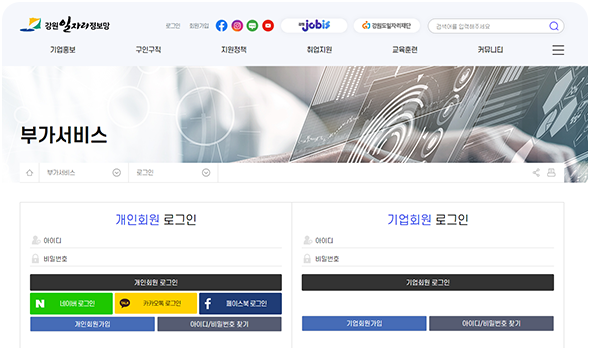 강원 일자리정보망
로그인 회원가입 jobis 강원도일자리재단 검색어를 입력해주세요
기업홍보 구인구직 지원정책 취업지원 교육훈련 커뮤니티
부가서비스
부가서비스 로그인
개인회원 로그인
아이디
비밀번호
개인회원 로그인
N 네이버 로그인 카카오톡 로그인 f 페이스북 로그인
개인회원가입 아이디/비밀번호 찾기
기업회원 로그인
아이디
비밀번호
기업회원 로그인
기업회원가입 아이디/비밀번호 찾기